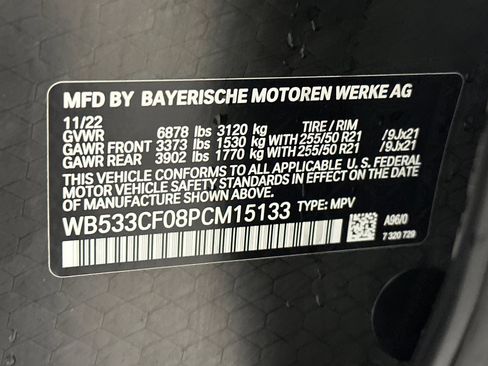 MFD BY BAYERISCHE MOTOREN WERKE AG
11/22 TIRE / RIM
GVWR 6878 lbs 3120 kg
GAWR FRONT 3373 lbs 1530 kg WITH 255/50 R21 /9Jx21
GAWR REAR 3902 lbs 1770 kg WITH 255/50 R21 /9Jx21
THIS VEHICLE CONFORMS TO ALL APPLICABLE U. S. FEDERAL
MOTOR VEHICLE SAFETY STANDARDS IN EFFECT ON THE DATE
OF MANUFACTURE SHOWN ABOVE.
WB533CF08PCM15133 TYPE: MPV
A96/0
7 320 729